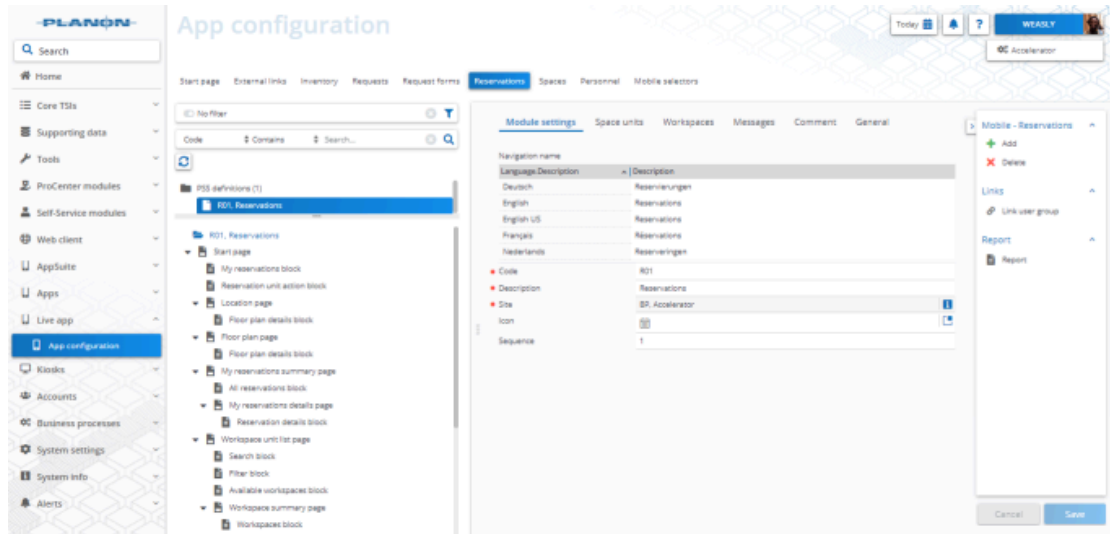 PLANON
App configuration
Today
?
WEASLY
Accelerator
Search
Home
Core TSIs
Supporting data
Tools
ProCenter modules
Self-Service modules
Web client
AppSuite
Apps
Live app
App configuration
Kiosks
Accounts
Business processes
System settings
System info
Alerts
Start page External links Inventory Requests Request forms Reservations Spaces Personnel Mobile selectors
No filter
Code Contains Search...
PSS definitions (1)
R01, Reservations
R01, Reservations
Start page
My reservations block
Reservation unit action block
Location page
Floor plan details block
Floor plan page
Floor plan details block
My reservations summary page
All reservations block
My reservations details page
Reservation details block
Workspace unit list page
Search block
Filter block
Available workspaces block
Workspace summary page
Workspaces block
Module settings Space units Workspaces Messages Comment General
Navigation name
Language.Description Description
Deutsch Reservierungen
English Reservations
English US Reservations
Français Réservations
Nederlands Reserveringen
Code R01
Description Reservations
Site BP, Accelerator
Icon
Sequence 1
Mobile - Reservations
Add
Delete
Links
Link user group
Report
Report
Cancel Save